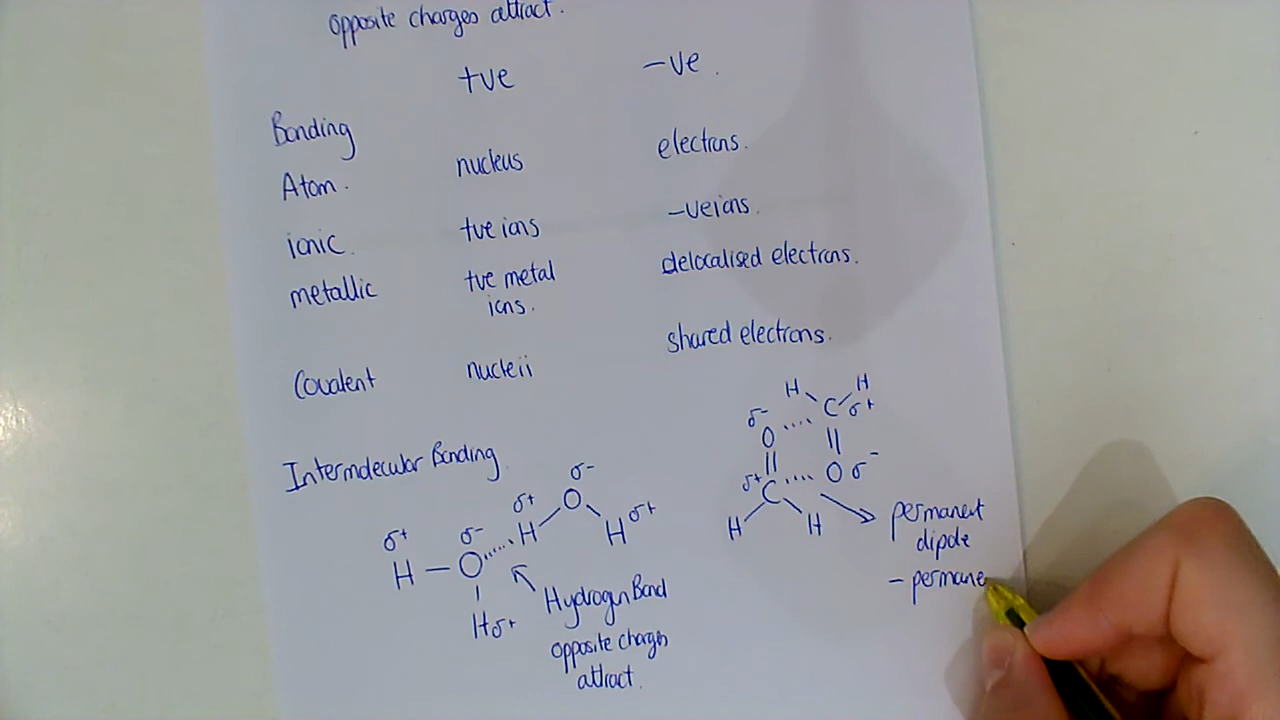 Opposite charges attract.
+ve -ve.
Bonding
Atom. nucleus electrons.
ionic. +ve ions -ve ions.
metallic +ve metal delocalised electrons.
ions.
Covalent nucleii shared electrons.
Intermolecular Bonding.
H H
δ- C δ+
O
δ+ O δ-
C
H H
permanent
dipole
- permane
δ-
δ+ O
δ+ δ- H H δ+
H O
H δ+
Hydrogen Bond
opposite charges
attract.